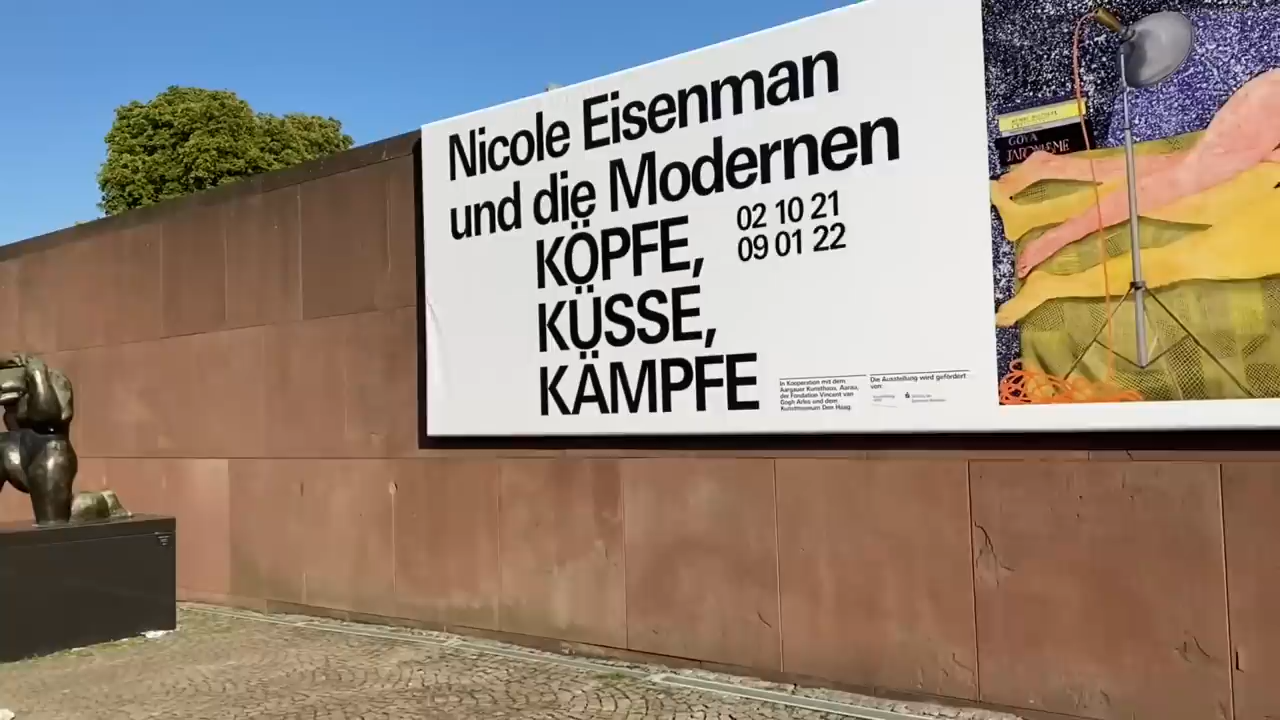 Nicole Eisenman
und die Modernen
KÖPFE,
KÜSSE,
KÄMPFE
02 10 21
09 01 22
In Kooperation mit dem
Aargauer Kunsthaus, Aarau,
der Fondation Vincent van
Gogh Arles und dem
Kunstmuseum Den Haag.
Die Ausstellung wird gefördert
von
GOYA